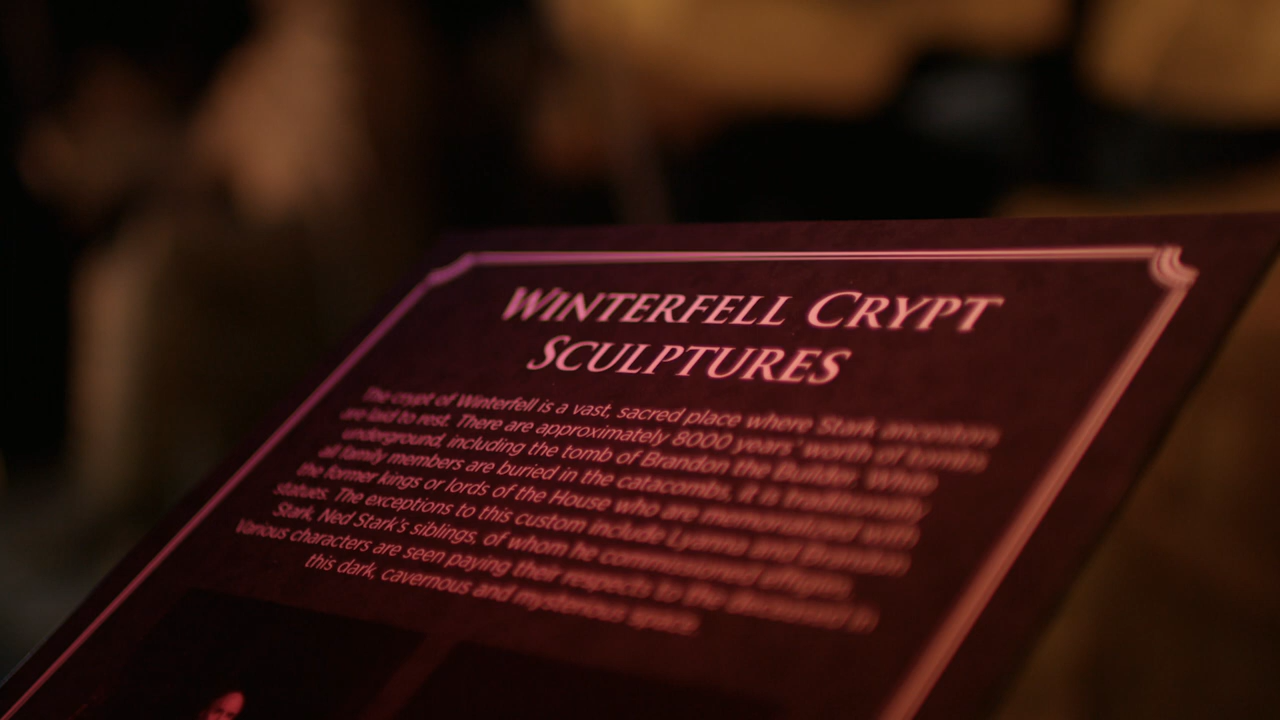 WINTERFELL CRYPT
SCULPTURES
The crypt of Winterfell is a vast, sacred place where Stark ancestors
are laid to rest. There are approximately 8000 years' worth of tombs
underground, including the tomb of Brandon the Builder. While
all family members are buried in the catacombs, it is traditionally
the former kings or lords of the House who are memorialized with
statues. The exceptions to this custom include Lyanna and Brandon
Stark, Ned Stark's siblings, of whom he commissioned effigies.
Various characters are seen paying their respects to the deceased in
this dark, cavernous and mysterious space.